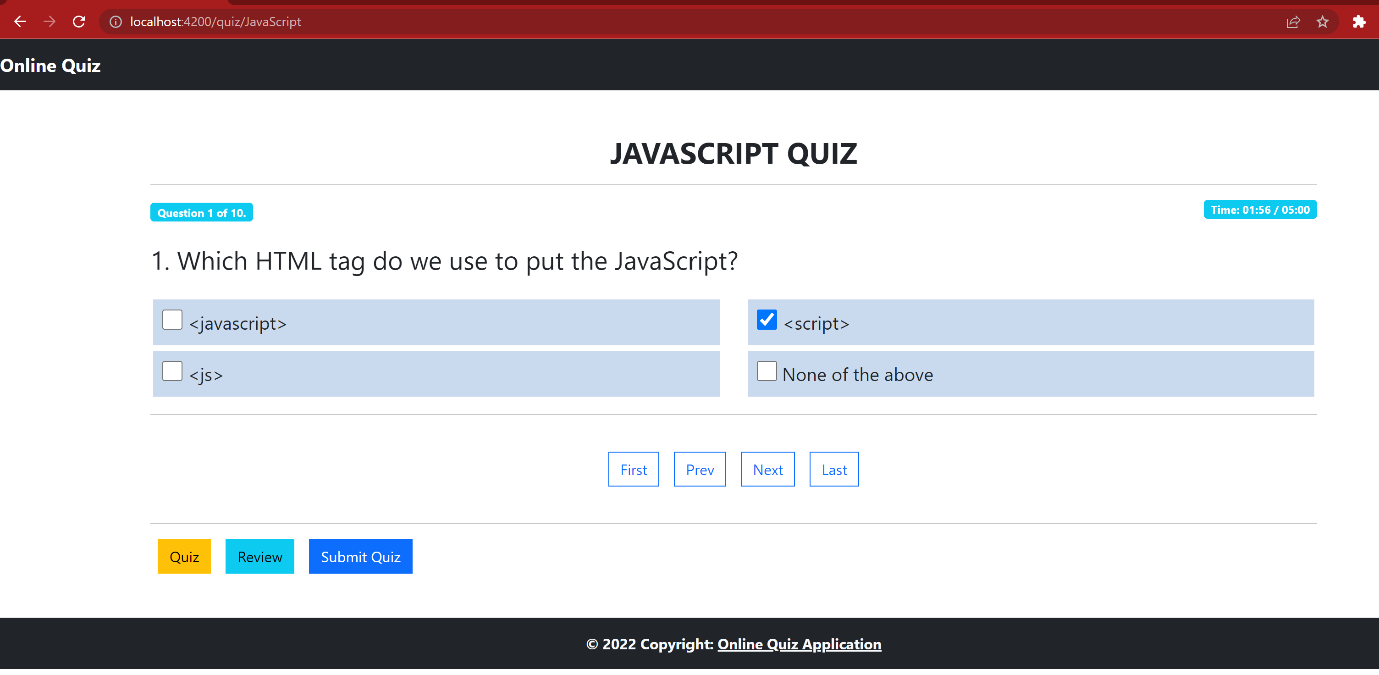 localhost:4200/quiz/JavaScript
Online Quiz
JAVASCRIPT QUIZ
Question 1 of 10.
Time: 01:56 / 05:00
1. Which HTML tag do we use to put the JavaScript?
<javascript>
<script>
<js>
None of the above
First Prev Next Last
Quiz Review Submit Quiz
© 2022 Copyright: Online Quiz Application